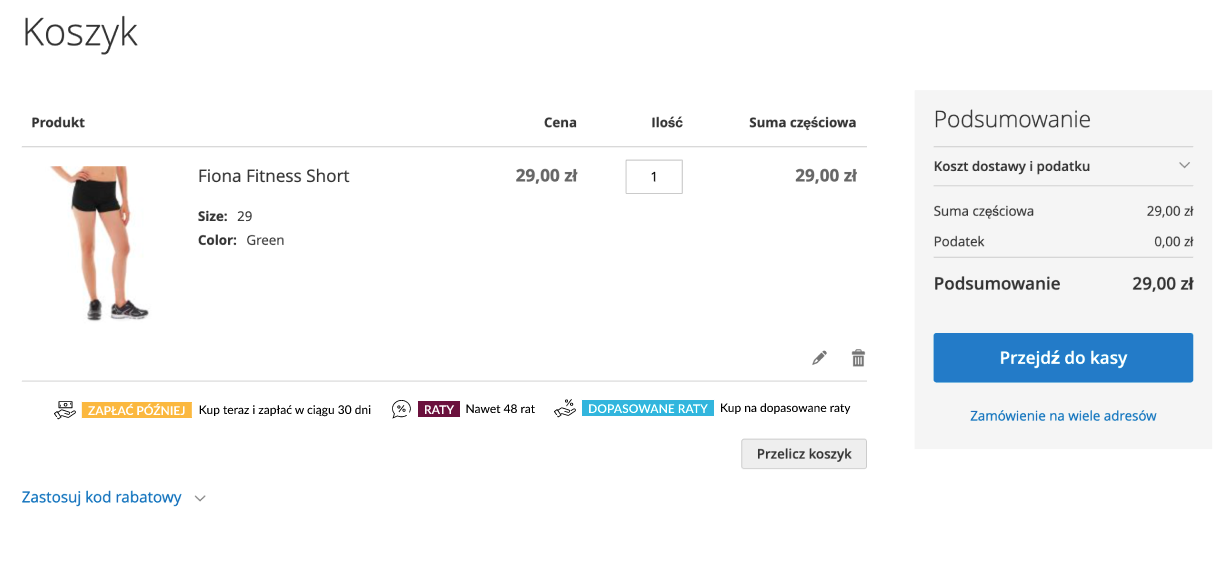 Koszyk
Produkt Cena Ilość Suma częściowa
Fiona Fitness Short 29,00 zł 1 29,00 zł
Size: 29
Color: Green
ZAPŁAĆ PÓŹNIEJ Kup teraz i zapłać w ciągu 30 dni % RATY Nawet 48 rat % DOPASOWANE RATY Kup na dopasowane raty
Przelicz koszyk
Zastosuj kod rabatowy
Podsumowanie
Koszt dostawy i podatku
Suma częściowa 29,00 zł
Podatek 0,00 zł
Podsumowanie 29,00 zł
Przejdź do kasy
Zamówienie na wiele adresów